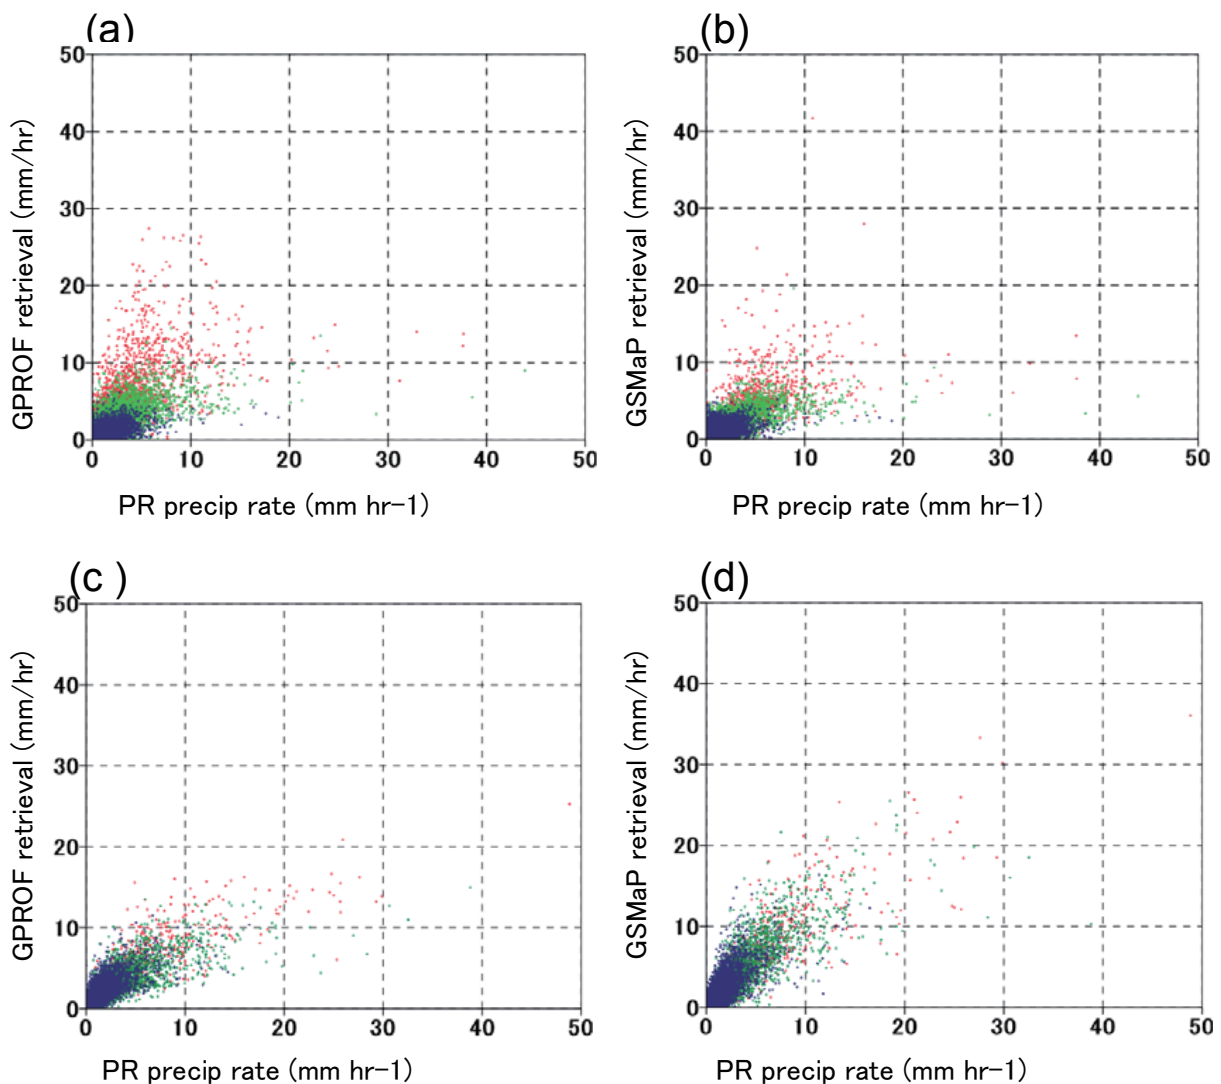 (a)
50
40
30
20
10
0
GPROF retrieval (mm/hr)
0 10 20 30 40 50
PR precip rate (mm hr-1)
(b)
50
40
30
20
10
0
GSMaP retrieval (mm/hr)
0 10 20 30 40 50
PR precip rate (mm hr-1)
(c )
50
40
30
20
10
0
GPROF retrieval (mm/hr)
0 10 20 30 40 50
PR precip rate (mm hr-1)
(d)
50
40
30
20
10
0
GSMaP retrieval (mm/hr)
0 10 20 30 40 50
PR precip rate (mm hr-1)